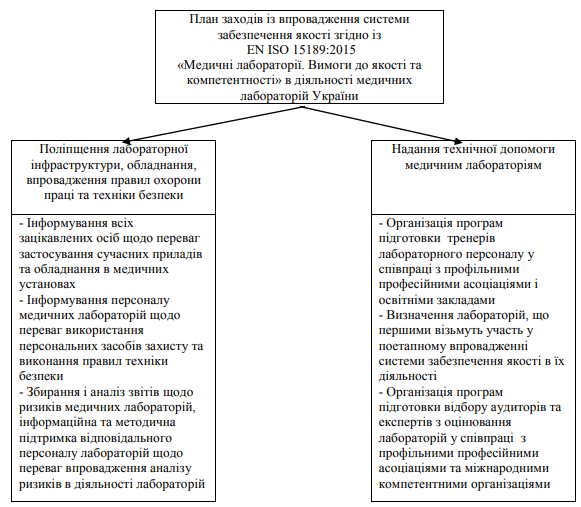 План заходів із впровадження системи
забезпечення якості згідно із
EN ISO 15189:2015
«Медичні лабораторії. Вимоги до якості та
компетентності» в діяльності медичних
лабораторій України
Поліпщення лабораторної
інфраструктури, обладнання,
впровадження правил охорони
праці та техніки безпеки
- Інформування всіх
зацікавлених осіб щодо переваг
застосування сучасних приладів
та обладнання в медичних
установах
- Інформування персоналу
медичних лабораторій щодо
переваг використання
персональних засобів захисту та
виконання правил техніки
безпеки
- Збирання і аналіз звітів щодо
ризиків медичних лабораторій,
інформаційна та методична
підтримка відповідального
персоналу лабораторій щодо
переваг впровадження аналізу
ризиків в діяльності лабораторій
Надання технічної допомоги
медичним лабораторіям
- Організація програм
підготовки  тренерів
лабораторного персоналу у
співпраці з профільними
професійними асоціаціями і
освітніми закладами
- Визначення лабораторій, що
першими візьмуть участь у
поетапному впровадженні
системи забезпечення якості в їх
діяльності
- Організація програм
підготовки відбору аудиторів та
експертів з оцінювання
лабораторій у співпраці  з
профільними професійними
асоціаціями та міжнародними
компетентними організаціями